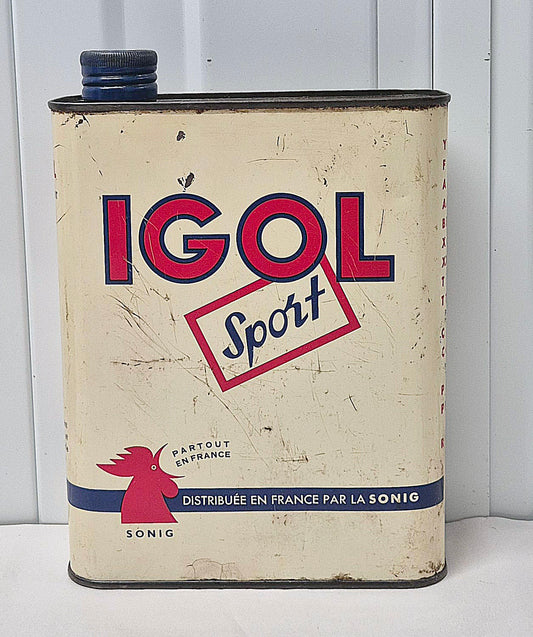 IGOL
Sport
PARTOUT
EN FRANCE
DISTRIBUÉE EN FRANCE PAR LA SONIG
SONIG